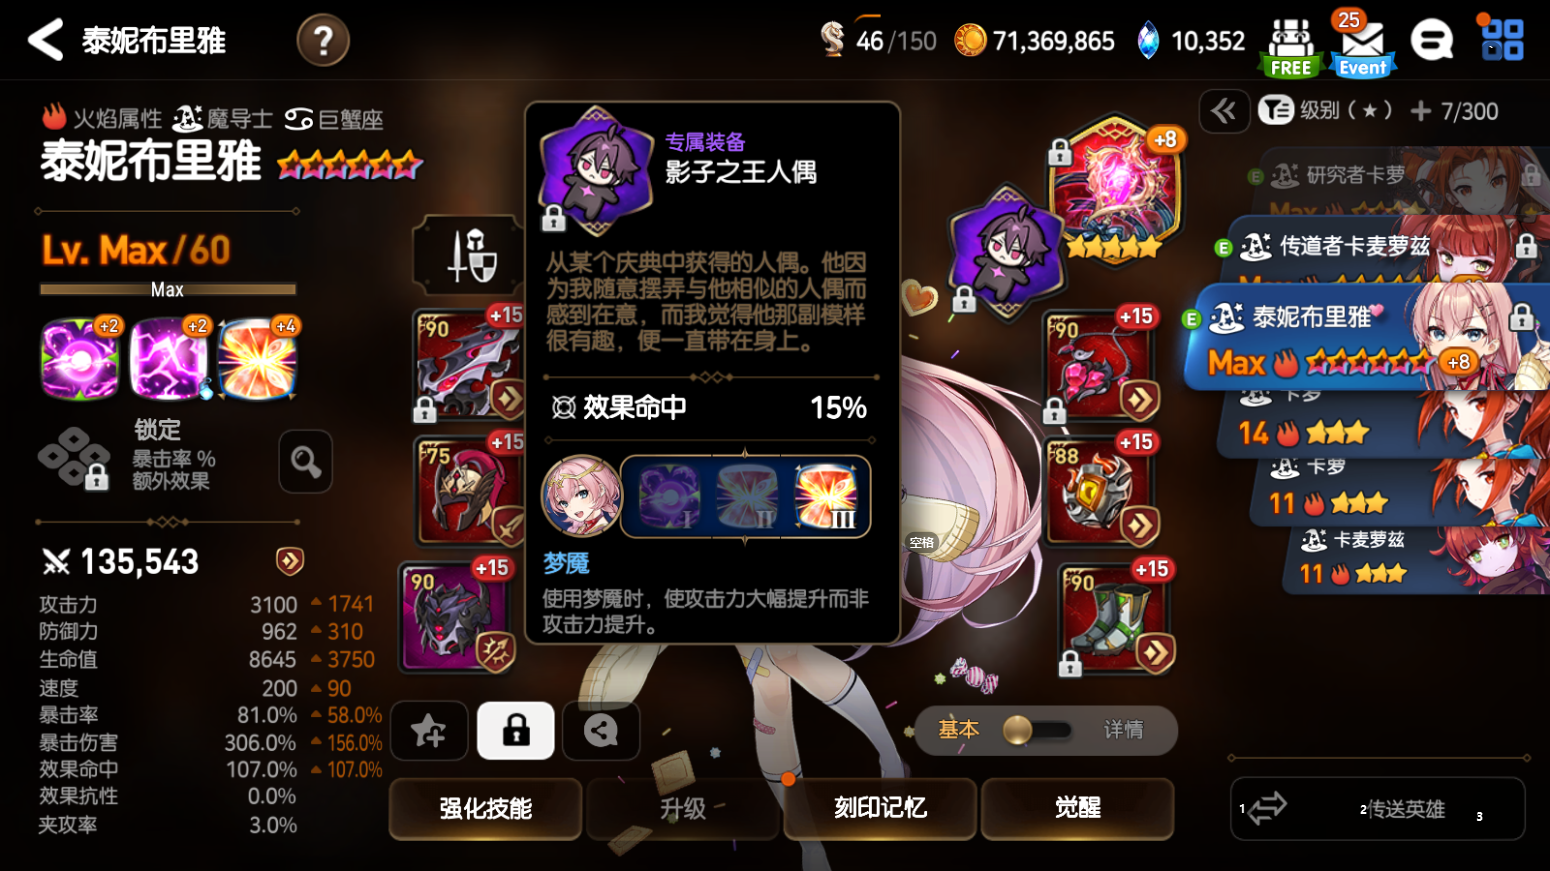 泰妮布里雅
?
46/150
71,369,865
10,352
FREE
25
Event
火焰属性 魔导士 巨蟹座
泰妮布里雅
Lv. Max/60
Max
+2
+2
+4
锁定
暴击率 %
额外效果
135,543
攻击力 3100 1741
防御力 962 310
生命值 8645 3750
速度 200 90
暴击率 81.0% 58.0%
暴击伤害 306.0% 156.0%
效果命中 107.0% 107.0%
效果抗性 0.0%
夹攻率 3.0%
90 +15
75 +15
90 +15
专属装备
影子之王人偶
从某个庆典中获得的人偶。他因
为我随意摆弄与他相似的人偶而
感到在意，而我觉得他那副模样
很有趣，便一直带在身上。
效果命中 15%
I II III
梦魇
使用梦魇时，使攻击力大幅提升而非
攻击力提升。
+8
90 +15
88 +15
90 +15
空格
基本 详情
强化技能
升级
刻印记忆
觉醒
级别（★）
7/300
E 研究者卡萝
Max
E 传道者卡麦萝兹
E 泰妮布里雅
Max +8
卡萝
14
卡萝
11
卡麦萝兹
11
1 2 传送英雄 3